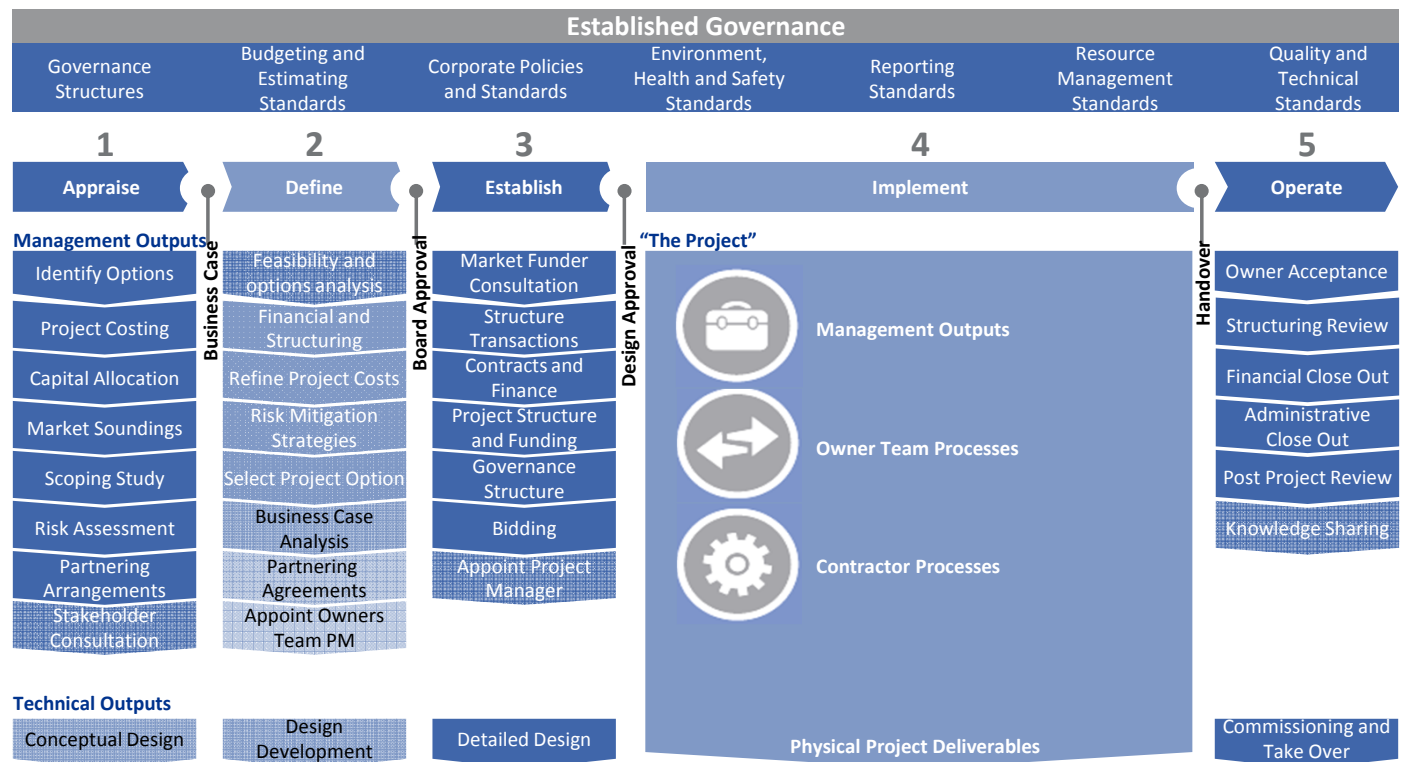 Established Governance
Governance
Structures
Budgeting and
Estimating
Standards
Corporate Policies
and Standards
Environment,
Health and Safety
Standards
Reporting
Standards
Resource
Management
Standards
Quality and
Technical
Standards
1
2
3
4
5
Appraise
Define
Establish
Implement
Operate
Business Case
Board Approval
Design Approval
Handover
Management Outputs
Identify Options
Project Costing
Capital Allocation
Market Soundings
Scoping Study
Risk Assessment
Partnering
Arrangements
Stakeholder
Consultation
Feasibility and
options analysis
Financial and
Structuring
Refine Project Costs
Risk Mitigation
Strategies
Select Project Option
Business Case
Analysis
Partnering
Agreements
Appoint Owners
Team PM
Market Funder
Consultation
Structure
Transactions
Contracts and
Finance
Project Structure
and Funding
Governance
Structure
Bidding
Appoint Project
Manager
“The Project”
Management Outputs
Owner Team Processes
Contractor Processes
Physical Project Deliverables
Owner Acceptance
Structuring Review
Financial Close Out
Administrative
Close Out
Post Project Review
Knowledge Sharing
Technical Outputs
Conceptual Design
Design
Development
Detailed Design
Commissioning and
Take Over